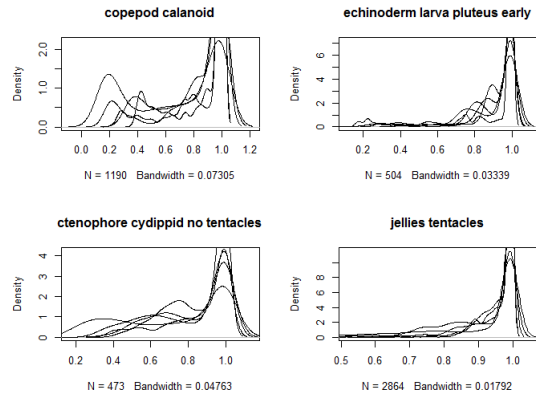 copepod calanoid
Density
0.0 1.0 2.0
0.0 0.2 0.4 0.6 0.8 1.0 1.2
N = 1190 Bandwidth = 0.07305
echinoderm larva pluteus early
Density
0 2 4 6
0.2 0.4 0.6 0.8 1.0
N = 504 Bandwidth = 0.03339
ctenophore cydippid no tentacles
Density
0 1 2 3 4
0.2 0.4 0.6 0.8 1.0
N = 473 Bandwidth = 0.04763
jellies tentacles
Density
0 2 4 8
0.5 0.6 0.7 0.8 0.9 1.0
N = 2864 Bandwidth = 0.01792